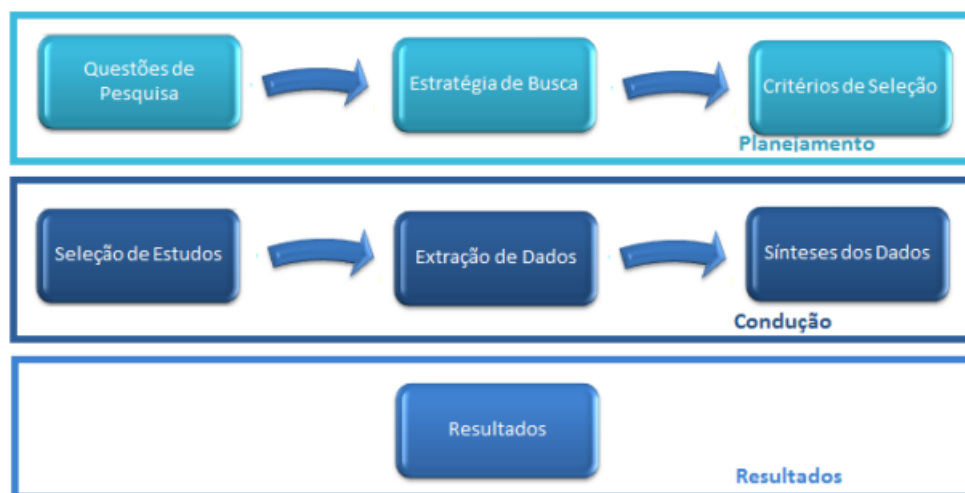 Questões de
Pesquisa
Estratégia de Busca
Critérios de Seleção
Planejamento
Seleção de Estudos
Extração de Dados
Sínteses dos Dados
Condução
Resultados
Resultados